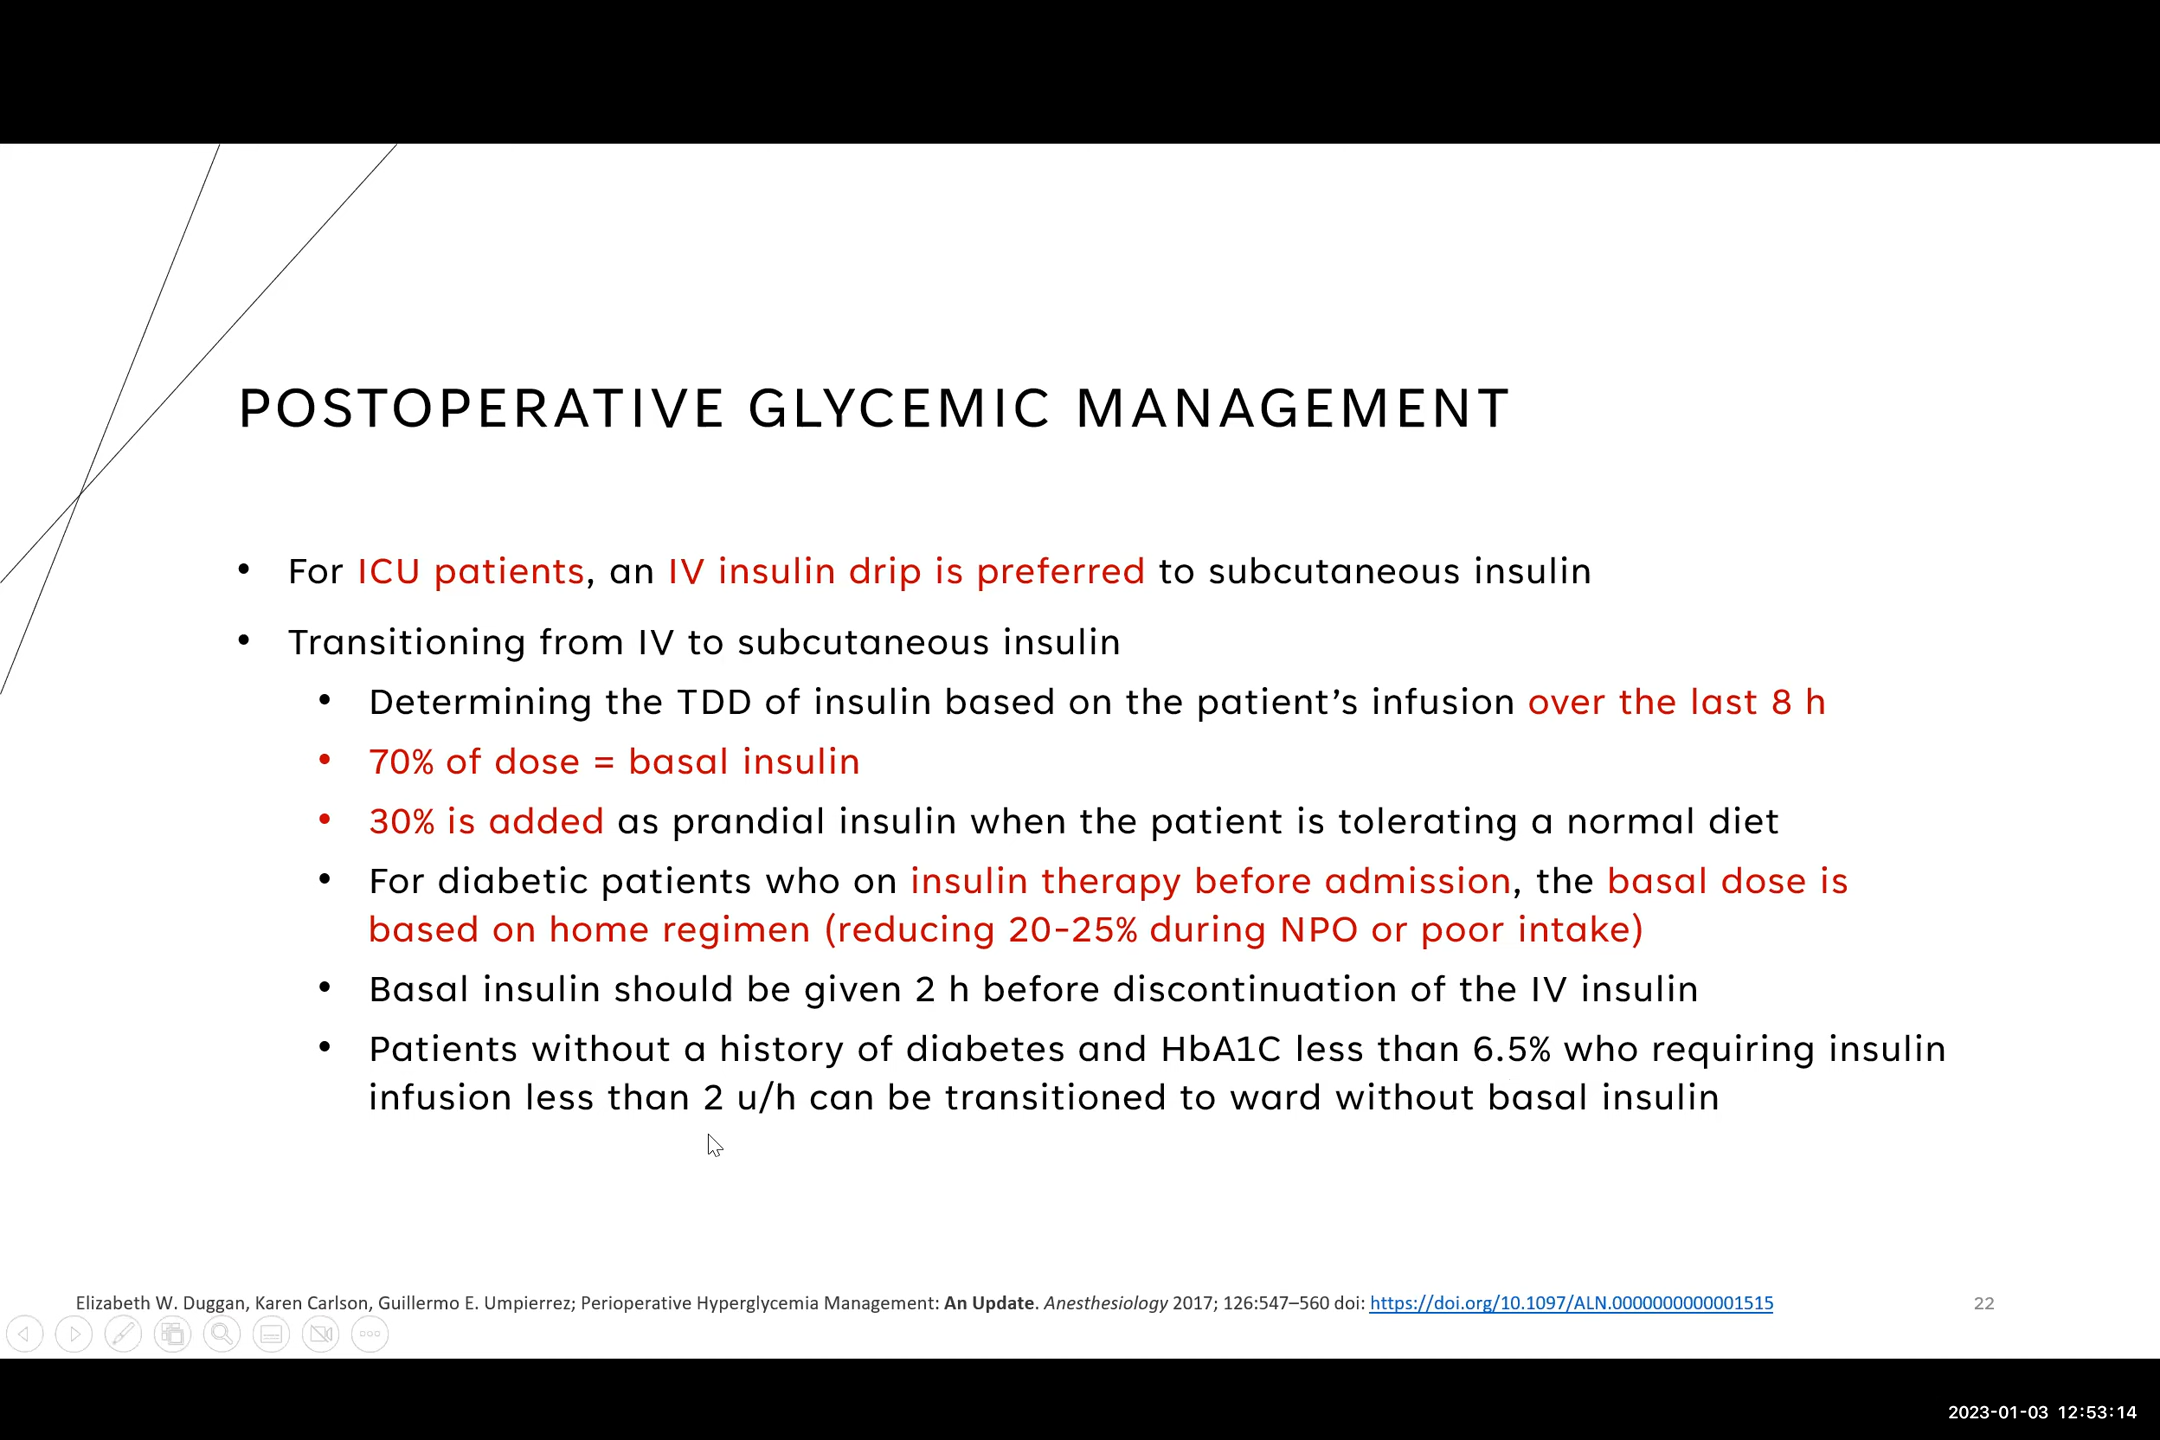 POSTOPERATIVE GLYCEMIC MANAGEMENT
• For ICU patients, an IV insulin drip is preferred to subcutaneous insulin
• Transitioning from IV to subcutaneous insulin
• Determining the TDD of insulin based on the patient’s infusion over the last 8 h
• 70% of dose = basal insulin
• 30% is added as prandial insulin when the patient is tolerating a normal diet
• For diabetic patients who on insulin therapy before admission, the basal dose is
based on home regimen (reducing 20-25% during NPO or poor intake)
• Basal insulin should be given 2 h before discontinuation of the IV insulin
• Patients without a history of diabetes and HbA1C less than 6.5% who requiring insulin
infusion less than 2 u/h can be transitioned to ward without basal insulin
Elizabeth W. Duggan, Karen Carlson, Guillermo E. Umpierrez; Perioperative Hyperglycemia Management: An Update. Anesthesiology 2017; 126:547–560 doi: https://doi.org/10.1097/ALN.0000000000001515
22
2023-01-03 12:53:14